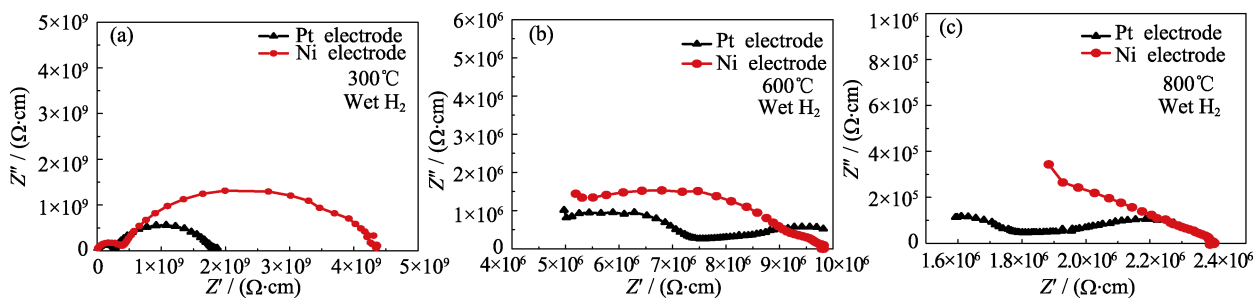 (a)
Pt electrode
Ni electrode
300℃
Wet H₂
5×10⁹
4×10⁹
3×10⁹
2×10⁹
1×10⁹
0
Z″ / (Ω·cm)
0 1×10⁹ 2×10⁹ 3×10⁹ 4×10⁹ 5×10⁹
Z′ / (Ω·cm)
(b)
Pt electrode
Ni electrode
600℃
Wet H₂
6×10⁶
5×10⁶
4×10⁶
3×10⁶
2×10⁶
1×10⁶
0
Z″ / (Ω·cm)
4×10⁶ 5×10⁶ 6×10⁶ 7×10⁶ 8×10⁶ 9×10⁶ 10×10⁶
Z′ / (Ω·cm)
(c)
Pt electrode
Ni electrode
800℃
Wet H₂
1×10⁶
8×10⁵
6×10⁵
4×10⁵
2×10⁵
0
Z″ / (Ω·cm)
1.6×10⁶ 1.8×10⁶ 2.0×10⁶ 2.2×10⁶ 2.4×10⁶
Z′ / (Ω·cm)